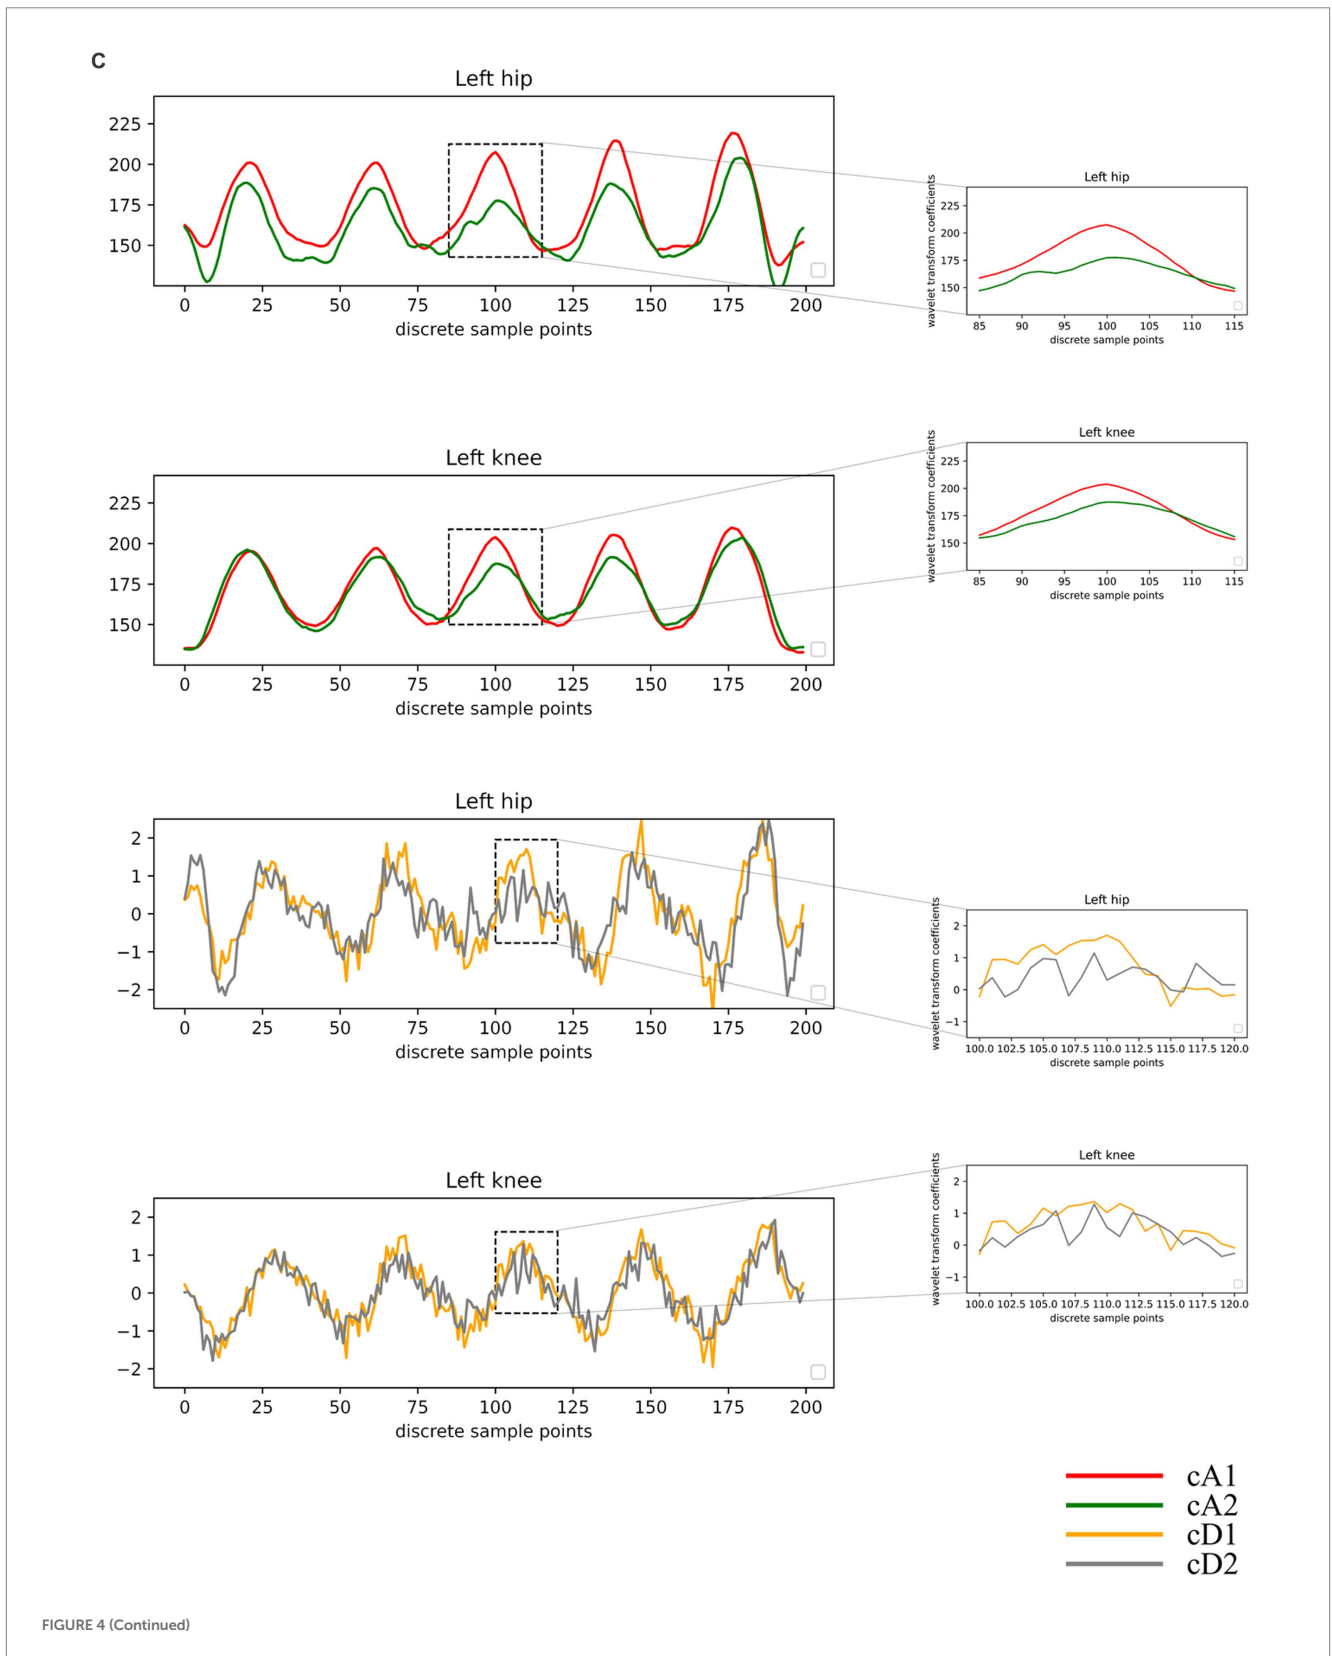 C
Left hip
225
200
175
150
0 25 50 75 100 125 150 175 200
discrete sample points
Left hip
wavelet transform coefficients
225
200
175
150
85 90 95 100 105 110 115
discrete sample points
Left knee
225
200
175
150
0 25 50 75 100 125 150 175 200
discrete sample points
Left knee
wavelet transform coefficients
225
200
175
150
85 90 95 100 105 110 115
discrete sample points
Left hip
2
1
0
−1
−2
0 25 50 75 100 125 150 175 200
discrete sample points
Left hip
wavelet transform coefficients
2
1
0
−1
100.0 102.5 105.0 107.5 110.0 112.5 115.0 117.5 120.0
discrete sample points
Left knee
2
1
0
−1
−2
0 25 50 75 100 125 150 175 200
discrete sample points
Left knee
wavelet transform coefficients
2
1
0
−1
100.0 102.5 105.0 107.5 110.0 112.5 115.0 117.5 120.0
discrete sample points
cA1
cA2
cD1
cD2
FIGURE 4 (Continued)